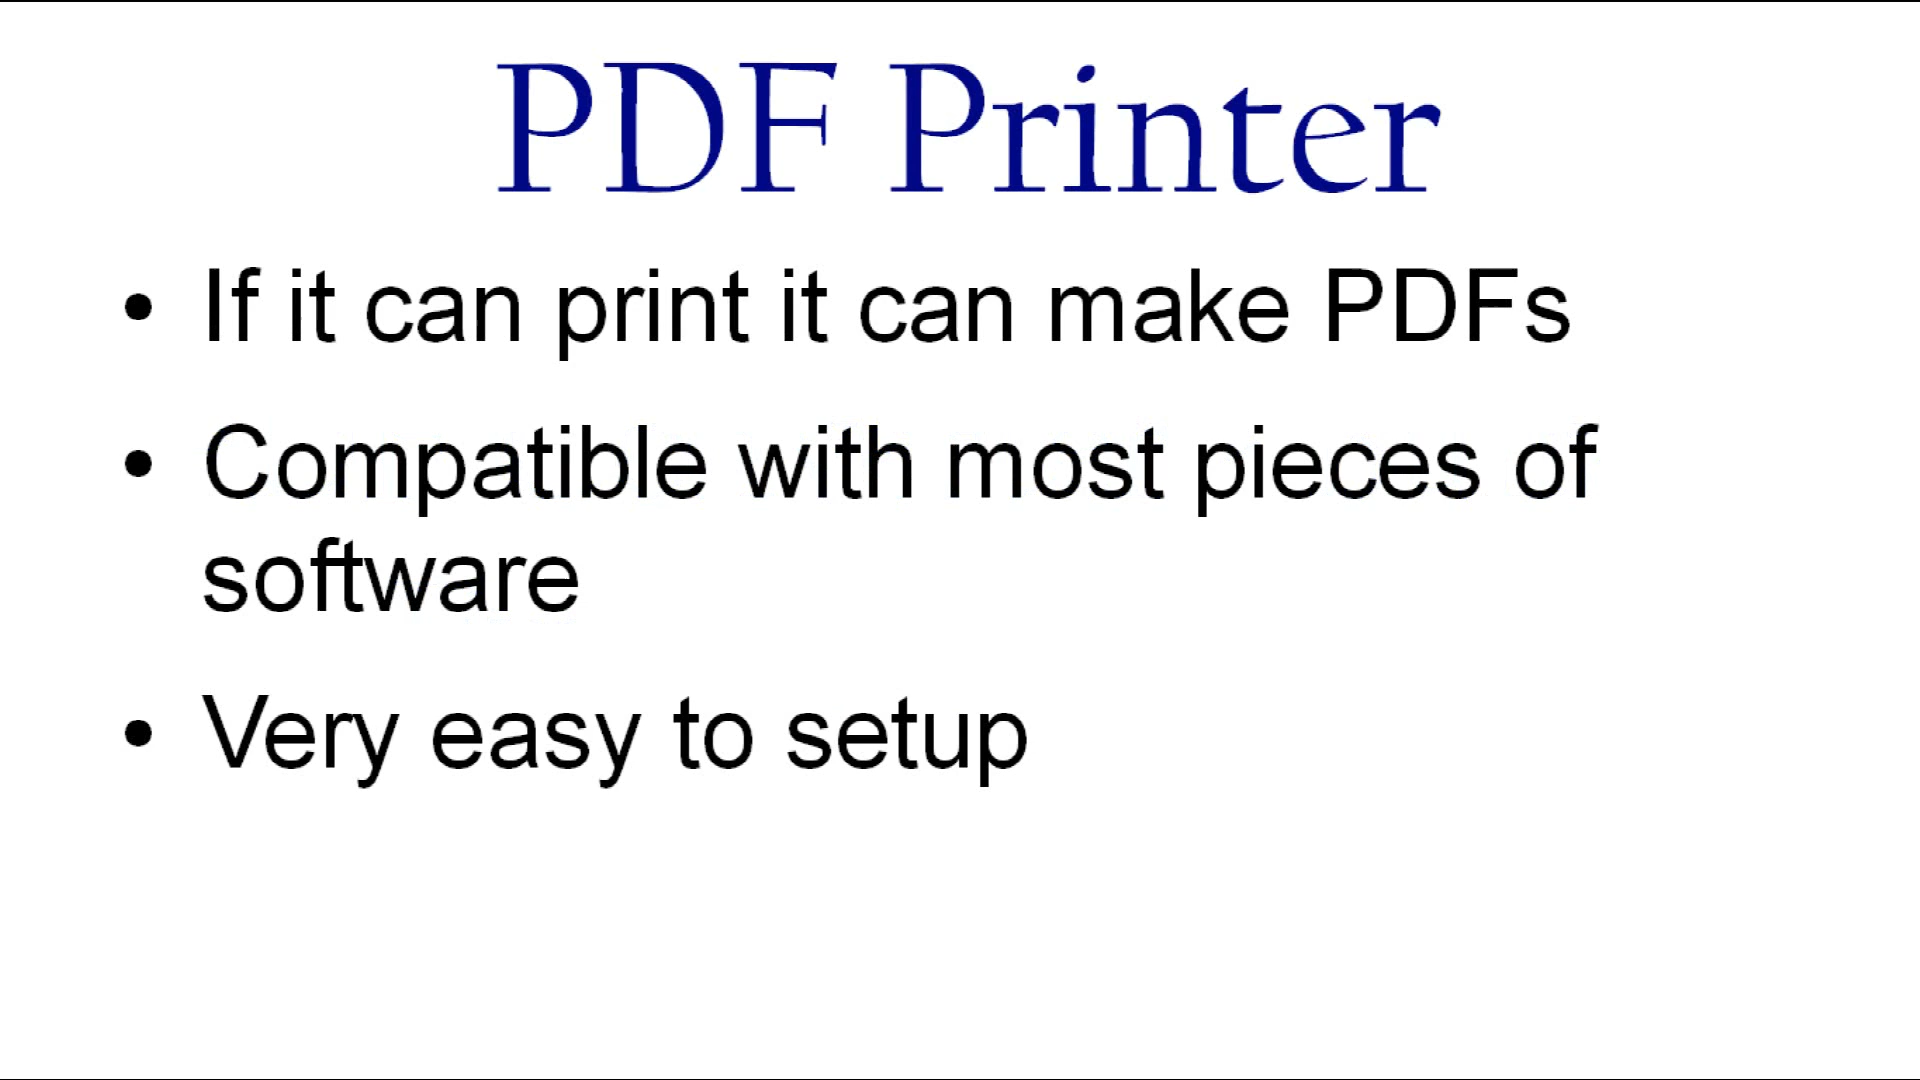 PDF Printer
• If it can print it can make PDFs
• Compatible with most pieces of
software
• Very easy to setup